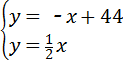 y = -x + 44
y = ½x